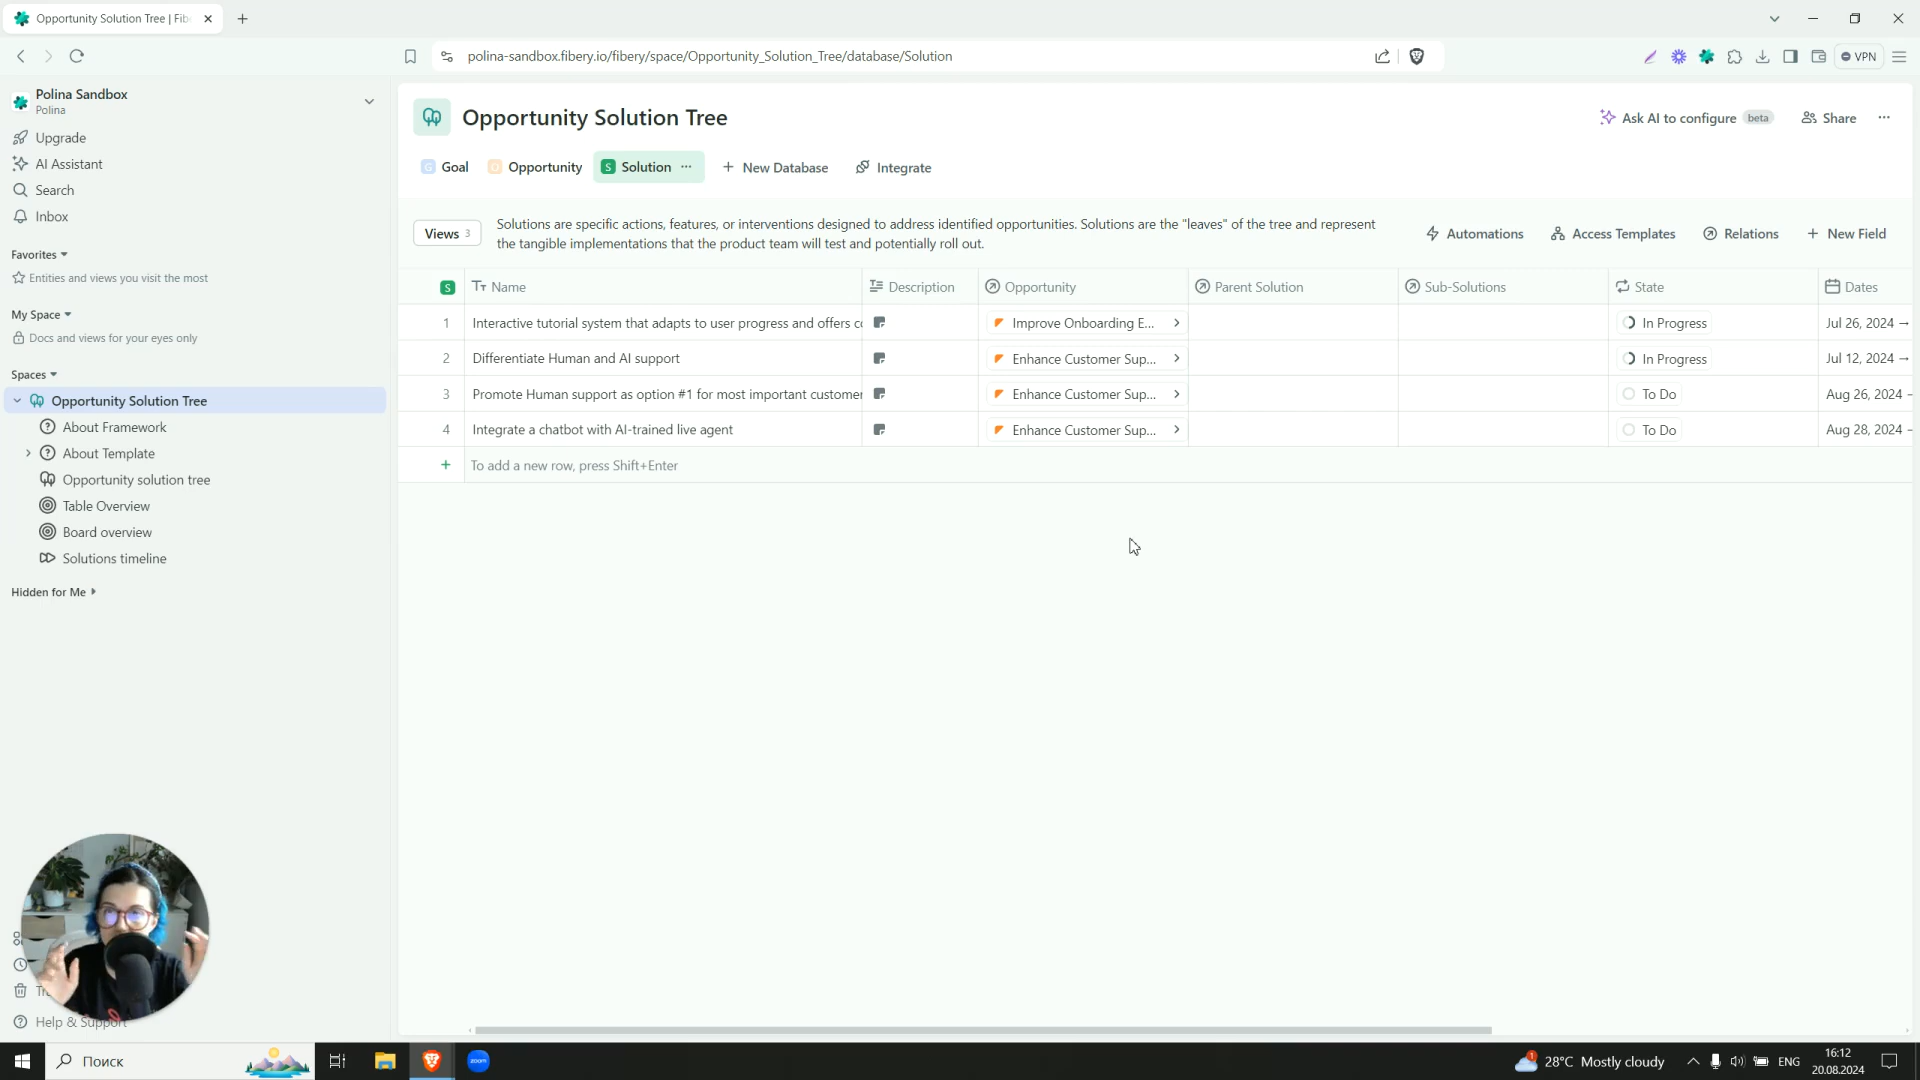 Opportunity Solution Tree | Fib
polina-sandbox.fibery.io/fibery/space/Opportunity_Solution_Tree/database/Solution
VPN
Polina Sandbox
Polina
Upgrade
AI Assistant
Search
Inbox
Favorites
Entities and views you visit the most
My Space
Docs and views for your eyes only
Spaces
Opportunity Solution Tree
About Framework
About Template
Opportunity solution tree
Table Overview
Board overview
Solutions timeline
Hidden for Me
Help & Support
Opportunity Solution Tree
Ask AI to configure beta
Share
G Goal
O Opportunity
S Solution
New Database
Integrate
Views 3
Solutions are specific actions, features, or interventions designed to address identified opportunities. Solutions are the "leaves" of the tree and represent
the tangible implementations that the product team will test and potentially roll out.
Automations
Access Templates
Relations
New Field
S Name Description Opportunity Parent Solution Sub-Solutions State Dates
1 Interactive tutorial system that adapts to user progress and offers co Improve Onboarding E... In Progress Jul 26, 2024 →
2 Differentiate Human and AI support Enhance Customer Sup... In Progress Jul 12, 2024 →
3 Promote Human support as option #1 for most important customer Enhance Customer Sup... To Do Aug 26, 2024
4 Integrate a chatbot with AI-trained live agent Enhance Customer Sup... To Do Aug 28, 2024
+ To add a new row, press Shift+Enter
Поиск
zoom
1
28°C Mostly cloudy
ENG
16:12
20.08.2024